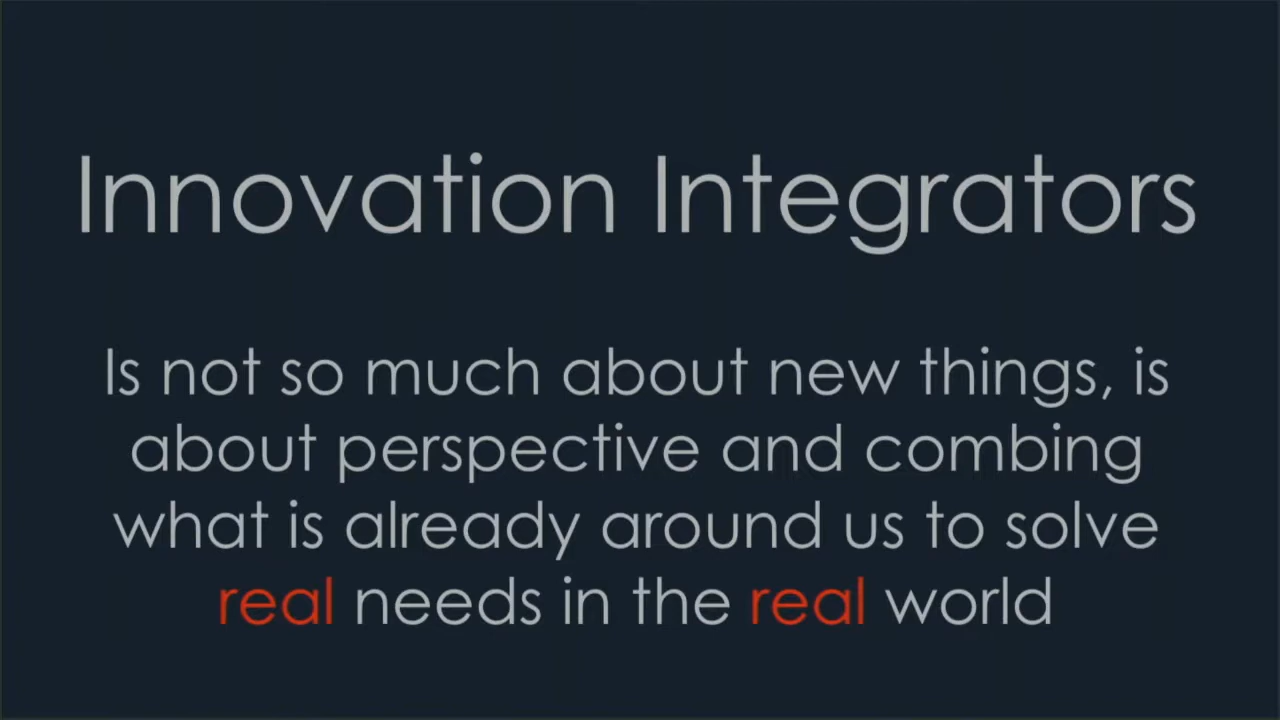 Innovation Integrators
Is not so much about new things, is
about perspective and combing
what is already around us to solve
real needs in the real world